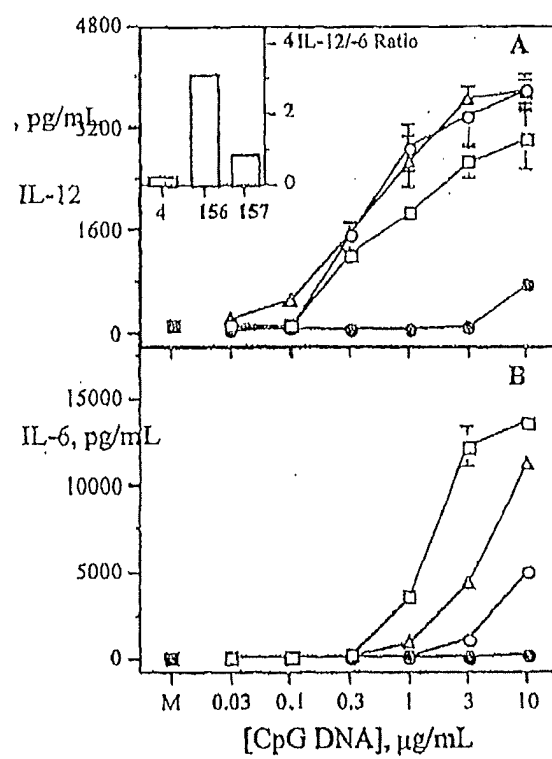 4800
4 IL-12/-6 Ratio
A
, pg/mL
3200
2
0
IL-12
4 156 157
1600
0
B
15000
IL-6, pg/mL
10000
5000
0
M 0.03 0.1 0.3 1 3 10
[CpG DNA], μg/mL